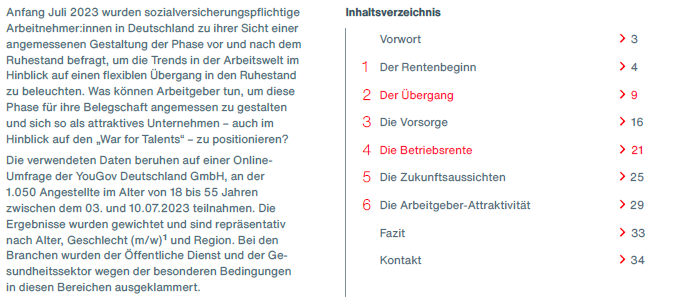 Anfang Juli 2023 wurden sozialversicherungspflichtige
Arbeitnehmer:innen in Deutschland zu ihrer Sicht einer
angemessenen Gestaltung der Phase vor und nach dem
Ruhestand befragt, um die Trends in der Arbeitswelt im
Hinblick auf einen flexiblen Übergang in den Ruhestand
zu beleuchten. Was können Arbeitgeber tun, um diese
Phase für ihre Belegschaft angemessen zu gestalten
und sich so als attraktives Unternehmen – auch im
Hinblick auf den „War for Talents“ – zu positionieren?
Die verwendeten Daten beruhen auf einer Online-
Umfrage der YouGov Deutschland GmbH, an der
1.050 Angestellte im Alter von 18 bis 55 Jahren
zwischen dem 03. und 10.07.2023 teilnahmen. Die
Ergebnisse wurden gewichtet und sind repräsentativ
nach Alter, Geschlecht (m/w)¹ und Region. Bei den
Branchen wurden der Öffentliche Dienst und der Ge-
sundheitssektor wegen der besonderen Bedingungen
in diesen Bereichen ausgeklammert.
Inhaltsverzeichnis
Vorwort > 3
1 Der Rentenbeginn > 4
2 Der Übergang > 9
3 Die Vorsorge > 16
4 Die Betriebsrente > 21
5 Die Zukunftsaussichten > 25
6 Die Arbeitgeber-Attraktivität > 29
Fazit > 33
Kontakt > 34